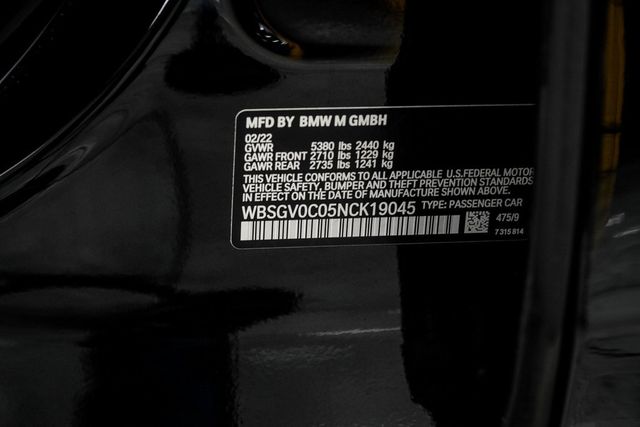 MFD BY BMW M GMBH
02/22
GVWR 5380 lbs 2440 kg
GAWR FRONT 2710 lbs 1229 kg
GAWR REAR 2735 lbs 1241 kg
THIS VEHICLE CONFORMS TO ALL APPLICABLE U.S.FEDERAL MOTOR
VEHICLE SAFETY, BUMPER AND THEFT PREVENTION STANDARDS
IN EFFECT ON THE DATE OF MANUFACTURE SHOWN ABOVE.
WBSGV0C05NCK19045 TYPE: PASSENGER CAR
475/9
7 315 814